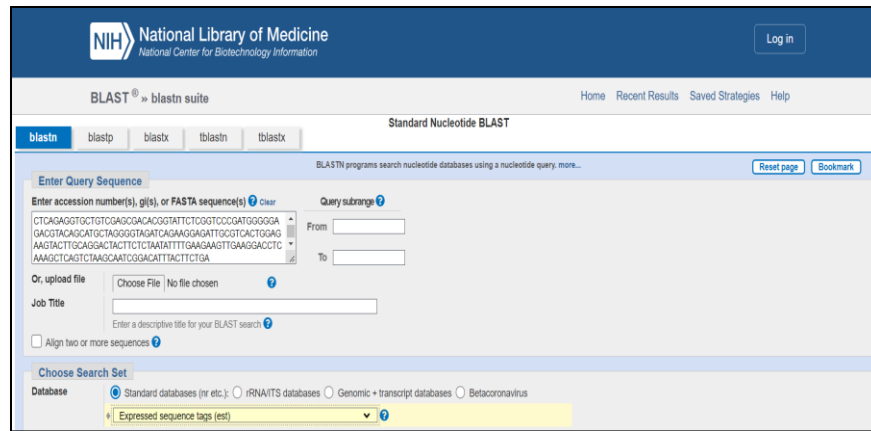 NIH National Library of Medicine
National Center for Biotechnology Information
Log in
BLAST ® » blastn suite
Home Recent Results Saved Strategies Help
Standard Nucleotide BLAST
blastn blastp blastx tblastn tblastx
BLASTN programs search nucleotide databases using a nucleotide query. more...
Reset page Bookmark
Enter Query Sequence
Enter accession number(s), gi(s), or FASTA sequence(s) ? Clear
Query subrange ?
CTCAGAGGTGCTGTCGAGCGACACGGTATTCTCGGTCCCGATGGGGGA
GACGTACAGCATGCTAGGGGTAGATCAGAAGGAGATTGCGTCACTGGAG
AAGTACTTGCAGGACTACTTCTCTAATATTTTGAAGAAGTTGAAGGACCTC
AAAGCTCAGTCTAAGCAATCGGACATTTACTTCTGA
From
To
Or, upload file
Choose File No file chosen ?
Job Title
Enter a descriptive title for your BLAST search ?
Align two or more sequences ?
Choose Search Set
Database
Standard databases (nr etc.): rRNA/ITS databases Genomic + transcript databases Betacoronavirus
Expressed sequence tags (est) ?